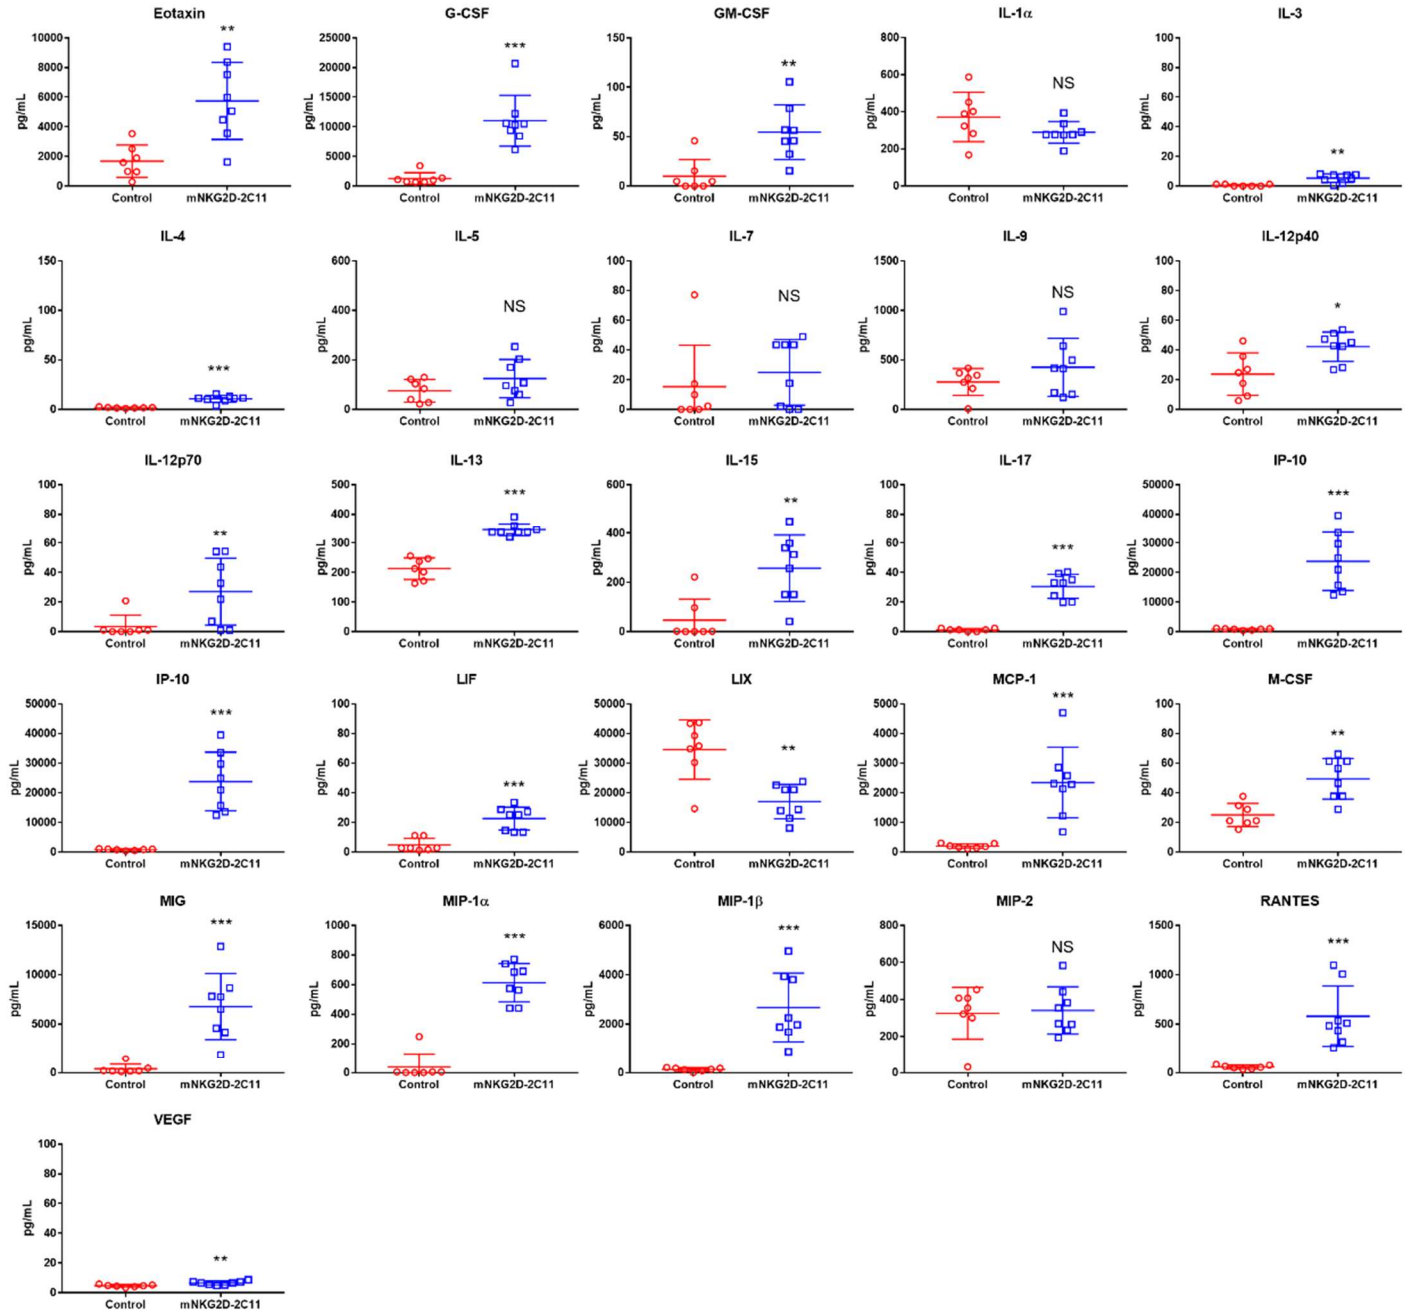 Eotaxin
**
10000
8000
6000
4000
2000
0
pg/mL
Control mNKG2D-2C11
G-CSF
***
25000
20000
15000
10000
5000
0
pg/mL
Control mNKG2D-2C11
GM-CSF
**
150
100
50
0
pg/mL
Control mNKG2D-2C11
IL-1α
NS
800
600
400
200
0
pg/mL
Control mNKG2D-2C11
IL-3
**
100
80
60
40
20
0
pg/mL
Control mNKG2D-2C11
IL-4
***
150
100
50
0
pg/mL
Control mNKG2D-2C11
IL-5
NS
600
400
200
0
pg/mL
Control mNKG2D-2C11
IL-7
NS
100
80
60
40
20
0
pg/mL
Control mNKG2D-2C11
IL-9
NS
1500
1000
500
0
pg/mL
Control mNKG2D-2C11
IL-12p40
*
100
80
60
40
20
0
pg/mL
Control mNKG2D-2C11
IL-12p70
**
100
80
60
40
20
0
pg/mL
Control mNKG2D-2C11
IL-13
***
500
400
300
200
100
0
pg/mL
Control mNKG2D-2C11
IL-15
**
600
400
200
0
pg/mL
Control mNKG2D-2C11
IL-17
***
100
80
60
40
20
0
pg/mL
Control mNKG2D-2C11
IP-10
***
50000
40000
30000
20000
10000
0
pg/mL
Control mNKG2D-2C11
IP-10
***
50000
40000
30000
20000
10000
0
pg/mL
Control mNKG2D-2C11
LIF
***
100
80
60
40
20
0
pg/mL
Control mNKG2D-2C11
LIX
**
50000
40000
30000
20000
10000
0
pg/mL
Control mNKG2D-2C11
MCP-1
***
5000
4000
3000
2000
1000
0
pg/mL
Control mNKG2D-2C11
M-CSF
**
100
80
60
40
20
0
pg/mL
Control mNKG2D-2C11
MIG
***
15000
10000
5000
0
pg/mL
Control mNKG2D-2C11
MIP-1α
***
1000
800
600
400
200
0
pg/mL
Control mNKG2D-2C11
MIP-1β
***
6000
4000
2000
0
pg/mL
Control mNKG2D-2C11
MIP-2
NS
800
600
400
200
0
pg/mL
Control mNKG2D-2C11
RANTES
***
1500
1000
500
0
pg/mL
Control mNKG2D-2C11
VEGF
**
100
80
60
40
20
0
pg/mL
Control mNKG2D-2C11